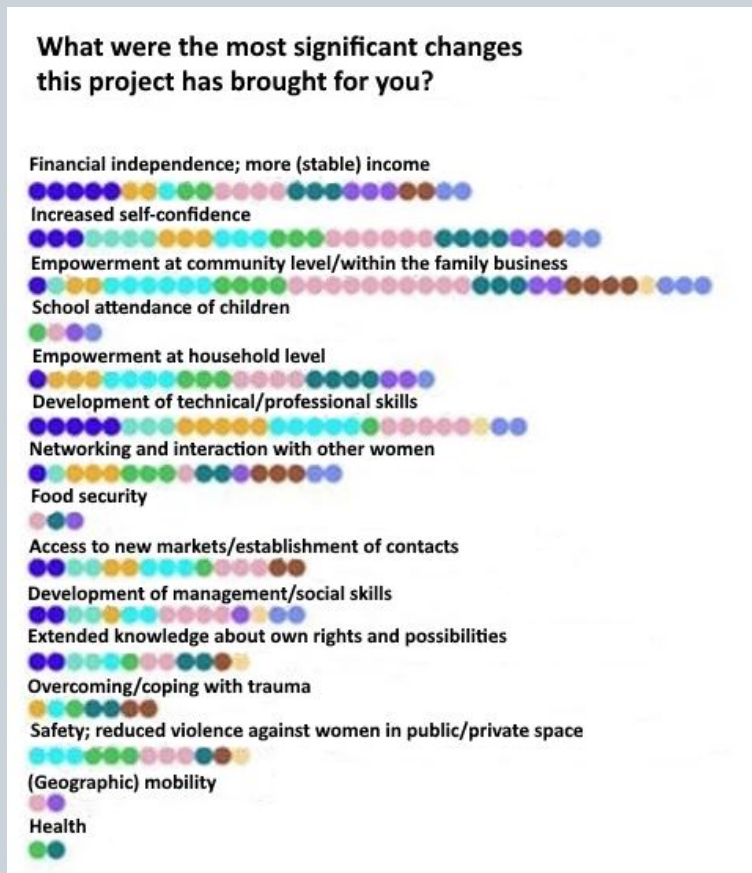 What were the most significant changes
this project has brought for you?
Financial independence; more (stable) income
Increased self-confidence
Empowerment at community level/within the family business
School attendance of children
Empowerment at household level
Development of technical/professional skills
Networking and interaction with other women
Food security
Access to new markets/establishment of contacts
Development of management/social skills
Extended knowledge about own rights and possibilities
Overcoming/coping with trauma
Safety; reduced violence against women in public/private space
(Geographic) mobility
Health